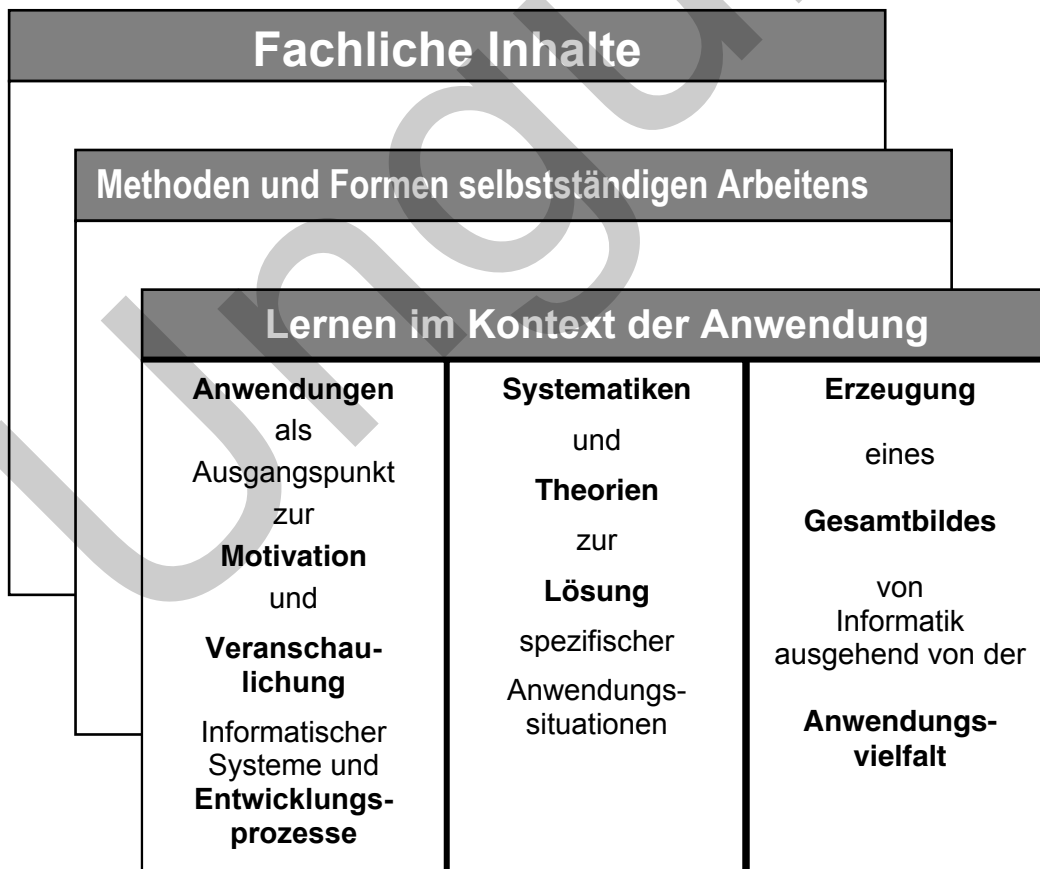 Fachliche Inhalte
Methoden und Formen selbstständigen Arbeitens
Lernen im Kontext der Anwendung
Anwendungen
als
Ausgangspunkt
zur
Motivation
und
Veranschau-
lichung
Informatischer
Systeme und
Entwicklungs-
prozesse
Systematiken
und
Theorien
zur
Lösung
spezifischer
Anwendungs-
situationen
Erzeugung
eines
Gesamtbildes
von
Informatik
ausgehend von der
Anwendungs-
vielfalt
Ungu